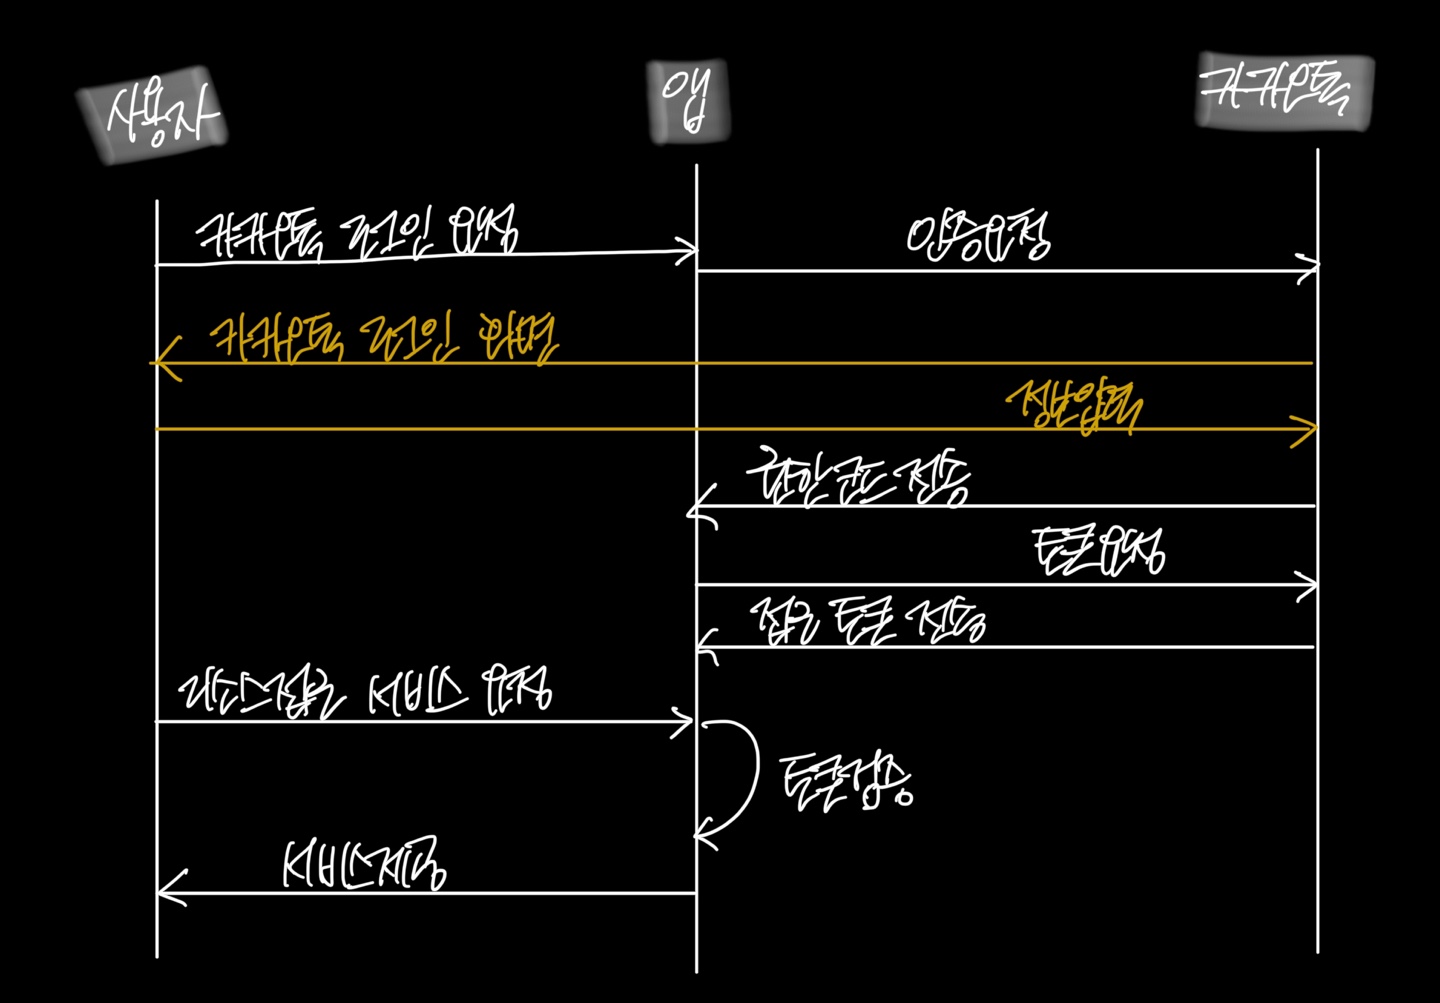 사용자
앱
카카오톡
카카오톡 로그인 요청
인증요청
카카오톡 로그인 화면
정보입력
권한코드 전송
토큰요청
접근 토큰 전송
리소스접근 서비스 요청
토큰검증
서비스제공